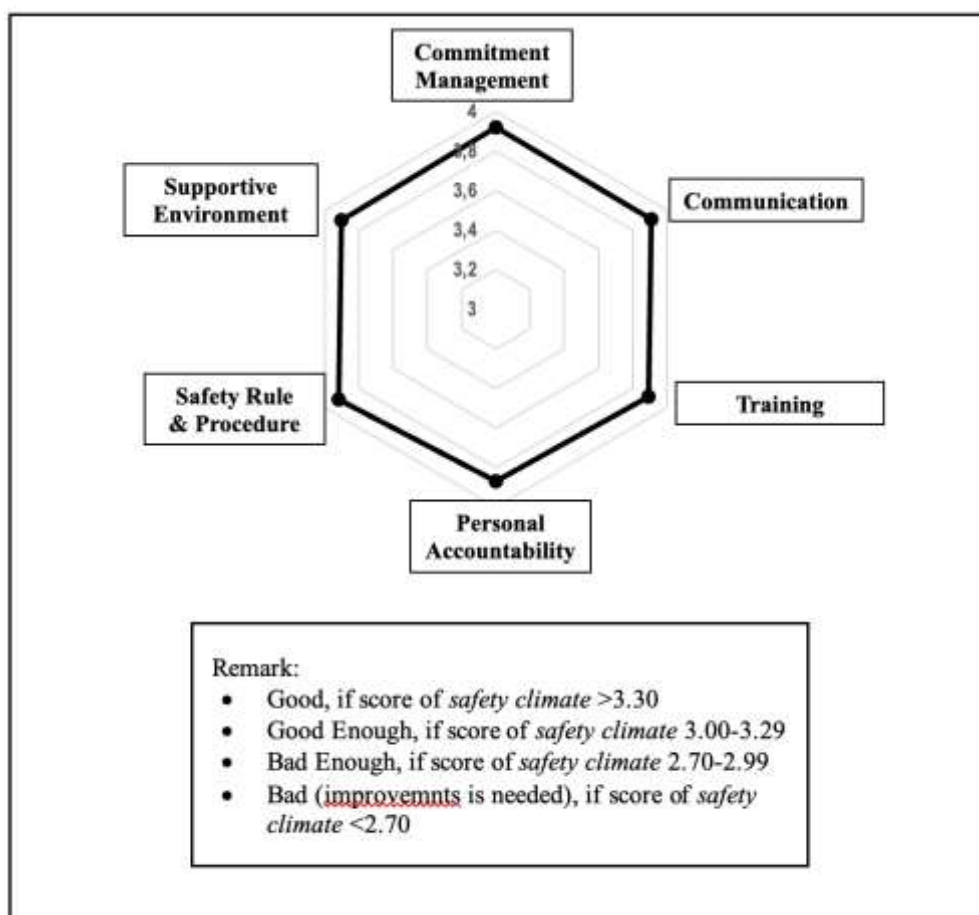 Commitment
Management
4
3,8
3,6
3,4
3,2
3
Supportive
Environment
Communication
Safety Rule
& Procedure
Training
Personal
Accountability
Remark:
• Good, if score of safety climate >3.30
• Good Enough, if score of safety climate 3.00-3.29
• Bad Enough, if score of safety climate 2.70-2.99
• Bad (improvemnts is needed), if score of safety
climate <2.70